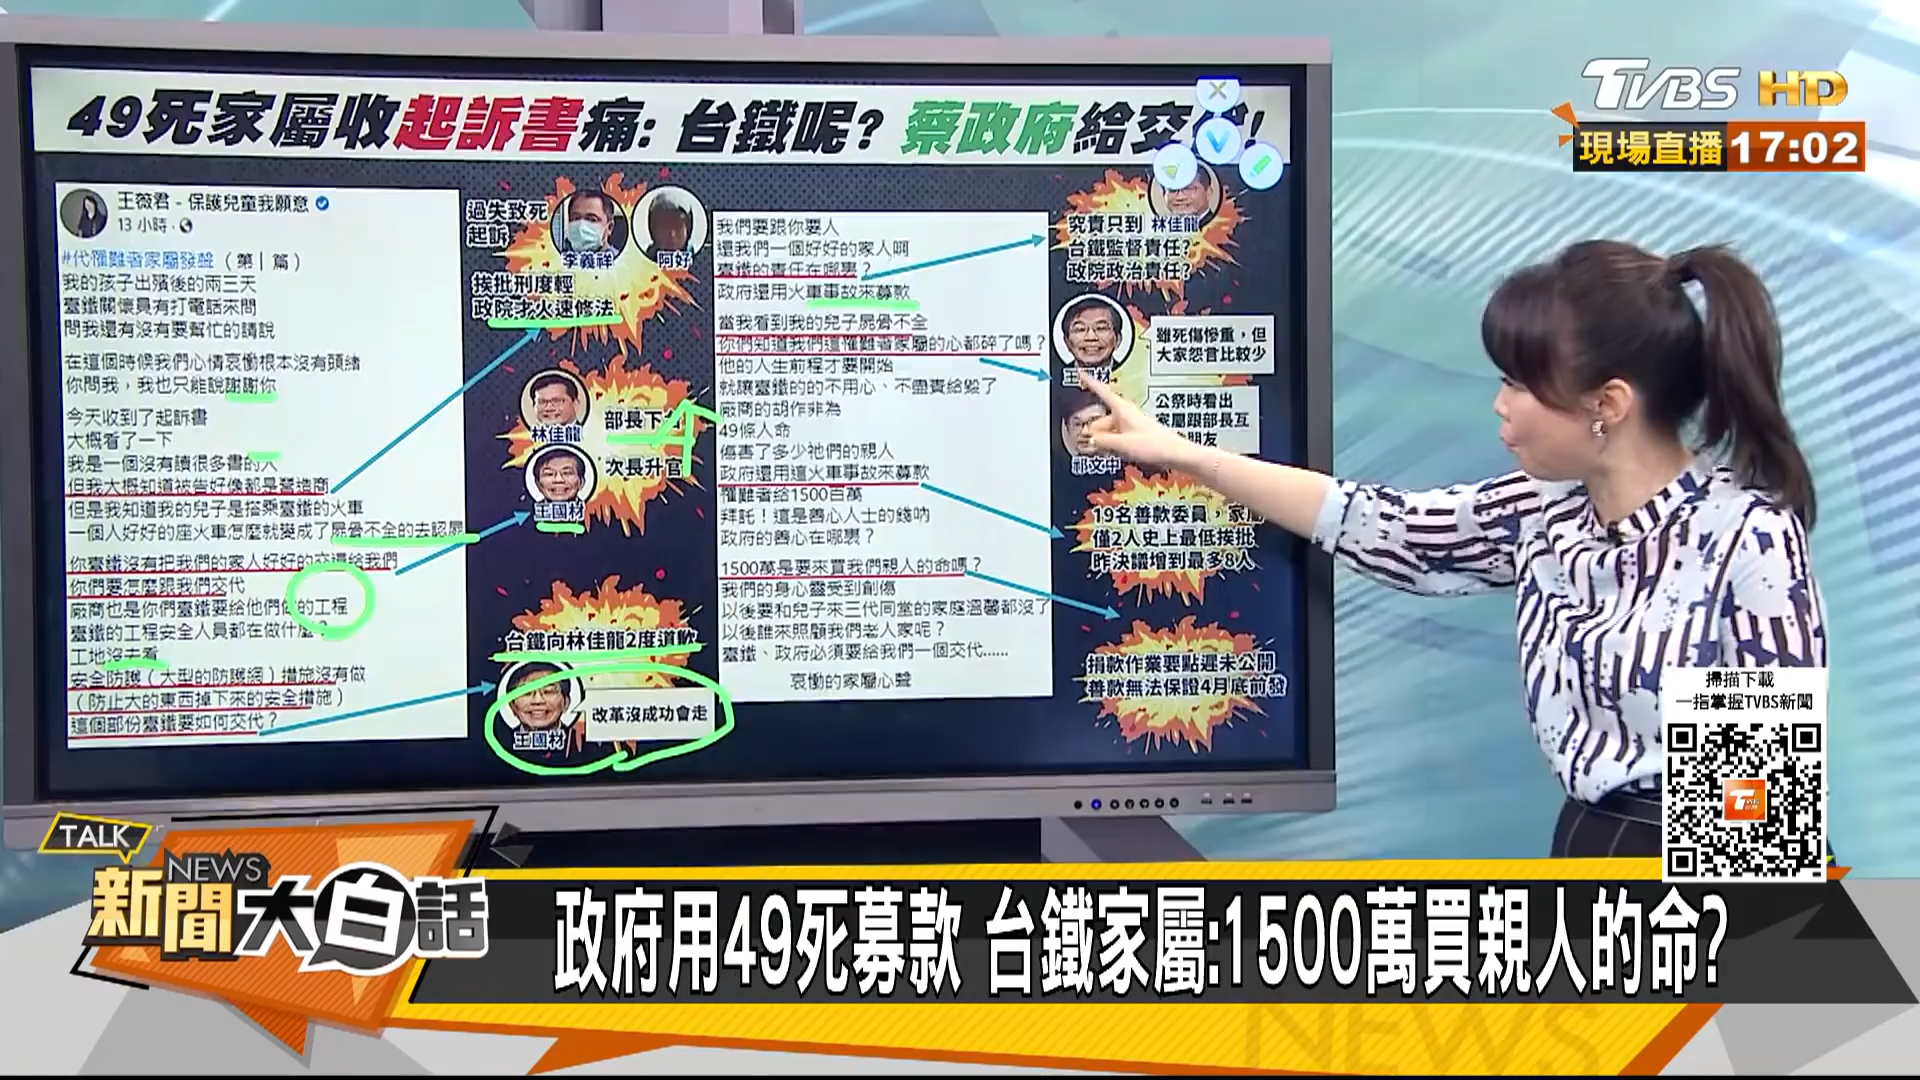 TVBS HD
現場直播 17:02
49死家屬收起訴書痛: 台鐵呢? 蔡政府給交
王薇君 - 保護兒童我願意
13 小時
#代罹難者家屬發聲 (第1篇)
我的孩子出殯後的兩三天
臺鐵關懷員有打電話來問
問我還有沒有要幫忙的請說
在這個時候我們心情哀慟根本沒有頭緒
你問我，我也只能說謝謝你
今天收到了起訴書
大概看了一下
我是一個沒有讀很多書的人
但我大概知道被告好像都是營造商
但是我知道我的兒子是搭乘臺鐵的火車
一個人好好的座火車怎麼就變成了屍骨不全的去認屍
你臺鐵沒有把我們的家人好好的交還給我們
你們要怎麼跟我們交代
廠商也是你們臺鐵要給他們做的工程
臺鐵的工程安全人員都在做什麼?
工地沒去看
安全防護（大型的防護網）措施沒有做
（防止大的東西掉下來的安全措施）
這個部份臺鐵要如何交代?
過失致死
起訴
李義祥
阿好
挨批刑度輕
政院才火速修法
林佳龍
部長下台
王國材
次長升官
台鐵向林佳龍2度道歉
王國材
改革沒成功會走
我們要跟你要人
還我們一個好好的家人啊
臺鐵的責任在哪裏?
政府還用火車事故來募款
當我看到我的兒子屍骨不全
你們知道我們這罹難者家屬的心都碎了嗎?
他的人生前程才要開始
就讓臺鐵的的不用心、不盡責給毀了
廠商的胡作非為
49條人命
傷害了多少祂們的親人
政府還用這火車事故來募款
罹難者給1500百萬
拜託!這是善心人士的錢吶
政府的善心在哪裏?
1500萬是要來買我們親人的命嗎?
我們的身心靈受到創傷
以後要和兒子來三代同堂的家庭溫馨都沒了
以後誰來照顧我們老人家呢?
臺鐵、政府必須要給我們一個交代......
哀慟的家屬心聲
究責只到 林佳龍
台鐵監督責任?
政院政治責任?
王國材
雖死傷慘重，但
大家怨言比較少
祁文中
公祭時看出
家屬跟部長互
朋友
19名善款委員，家屬
僅2人史上最低挨批
昨決議增到最多8人
捐款作業要點遲未公開
善款無法保證4月底前發
掃描下載
一指掌握TVBS新聞
TALK
NEWS
新聞大白話
政府用49死募款 台鐵家屬:1500萬買親人的命?
NEWS